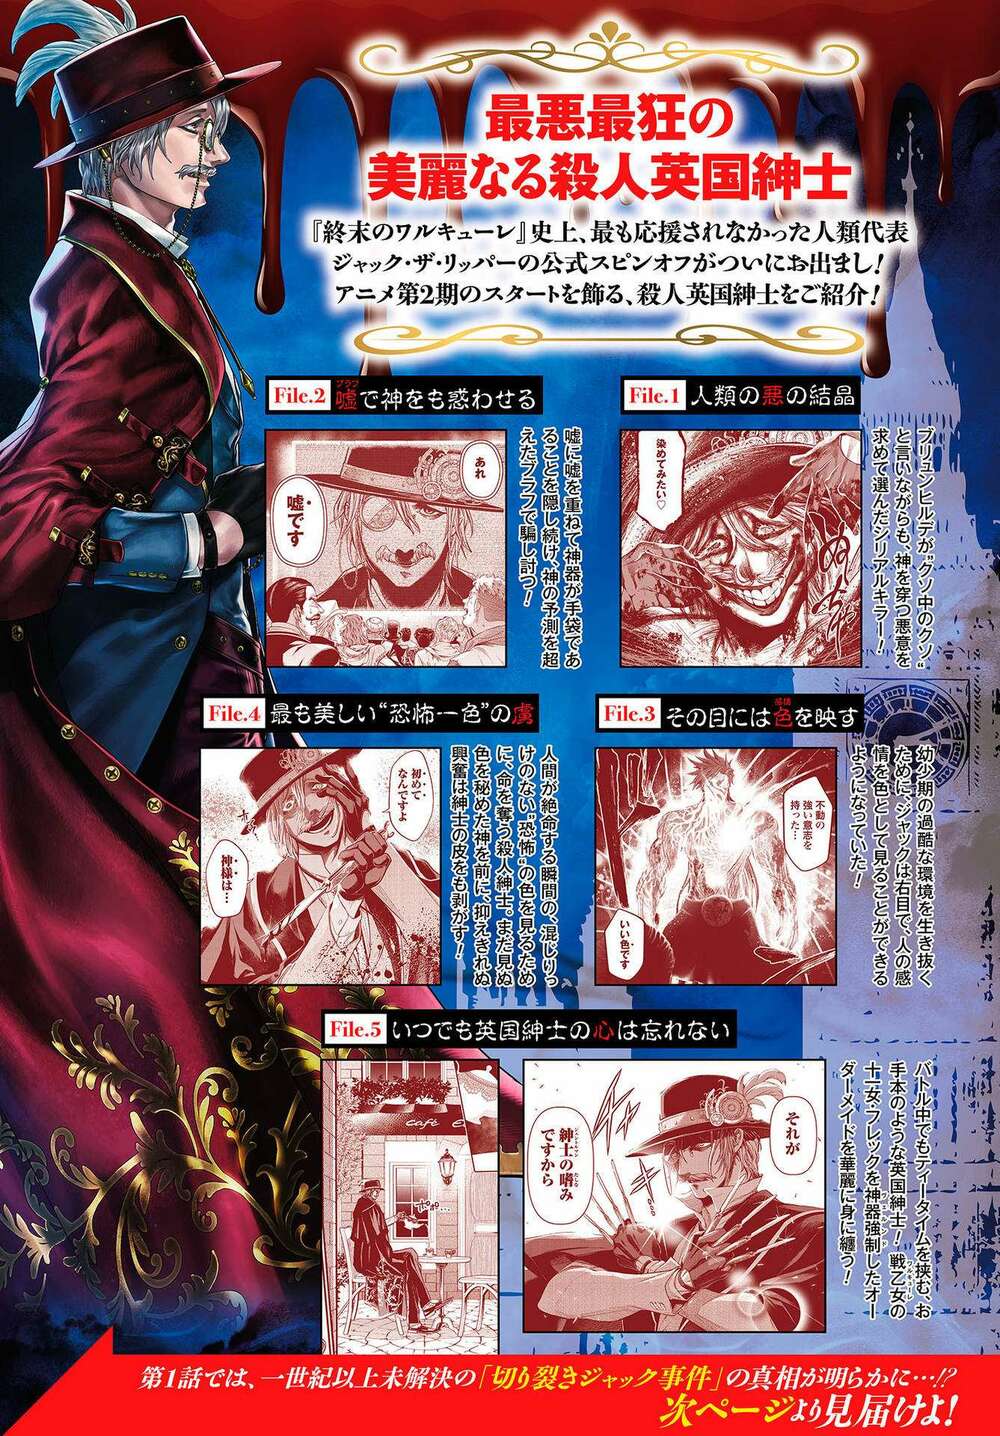 最悪最狂の
美麗なる殺人英国紳士
『終末のワルキューレ』史上、最も応援されなかった人類代表
ジャック・ザ・リッパーの公式スピンオフがついにお出まし!
アニメ第2期のスタートを飾る、殺人英国紳士をご紹介!
File.1 人類の悪の結晶
ブリュンヒルデが“クソ中のクソ”
と言いながらも、神を穿つ悪意を
求めて選んだシリアルキラー!
染めてみたい♡
File.2 嘘で神をも惑わせる
ブラフ
嘘に嘘を重ねて神器が手袋であ
ることを隠し続け、神の予測を超
えたブラフで騙し討つ!
あれ
嘘です
File.3 その目には色を映す
感情
幼少期の過酷な環境を生き抜く
ために、ジャックは右目で、人の感
情を色として見ることができる
ようになっていた!
不動の
強い意志を
持った…
いい色です
File.4 最も美しい“恐怖一色”の虜
人間が絶命する瞬間の、混じりっ
けのない“恐怖”の色を見るため
に、命を奪う殺人紳士。まだ見ぬ
色を秘めた神を前に、抑えきれぬ
興奮は紳士の皮をも剥がす!
初めて
なんですよ
神様は…
File.5 いつでも英国紳士の心は忘れない
バトル中でもティータイムを挟む、お
手本のような英国紳士! 戦乙女の
十一女・フレックを神器強制したオー
ダーメイドを華麗に身に纏う!
それが
紳士の嗜み
ですから
Café
第1話では、一世紀以上未解決の「切り裂きジャック事件」の真相が明らかに…!?
次ページより見届けよ!